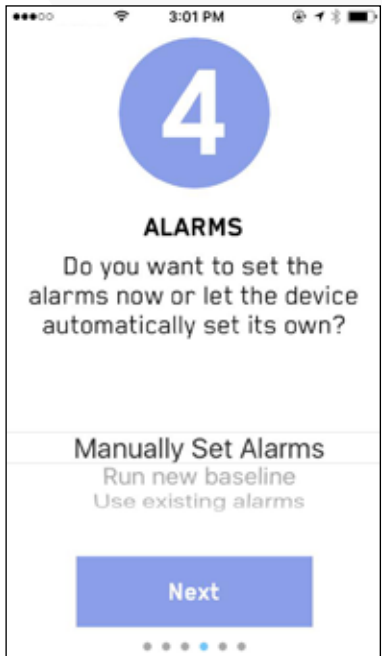 3:01 PM
4
ALARMS
Do you want to set the
alarms now or let the device
automatically set its own?
Manually Set Alarms
Run new baseline
Use existing alarms
Next